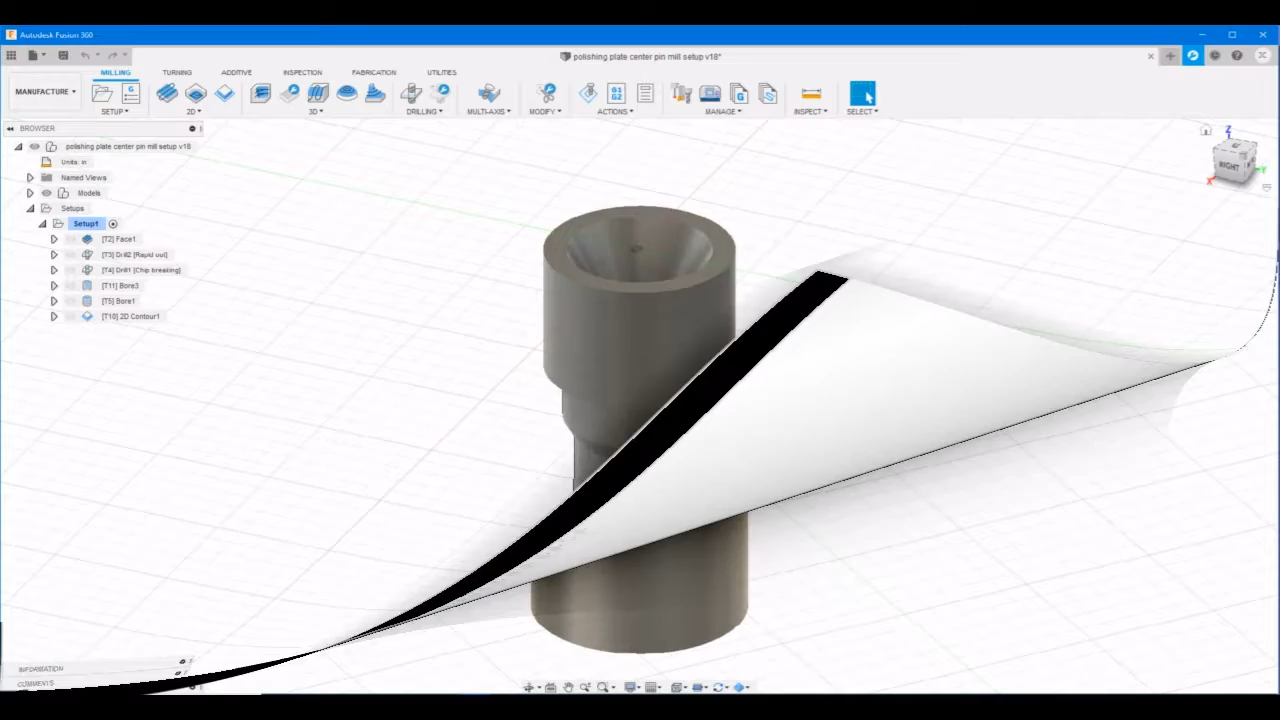 Autodesk Fusion 360
polishing plate center pin mill setup v18*
MILLING TURNING ADDITIVE INSPECTION FABRICATION UTILITIES
MANUFACTURE
SETUP 2D 3D DRILLING MULTI-AXIS MODIFY ACTIONS MANAGE INSPECT SELECT
G1
G2
G
BROWSER
polishing plate center pin mill setup v18
Units: in
Named Views
Models
Setups
Setup1
[T2] Face1
[T3] Drill2 [Rapid out]
[T4] Drill1 [Chip breaking]
[T11] Bore3
[T5] Bore1
[T10] 2D Contour1
Z
RIGHT
X
Y
INFORMATION
COMMENTS